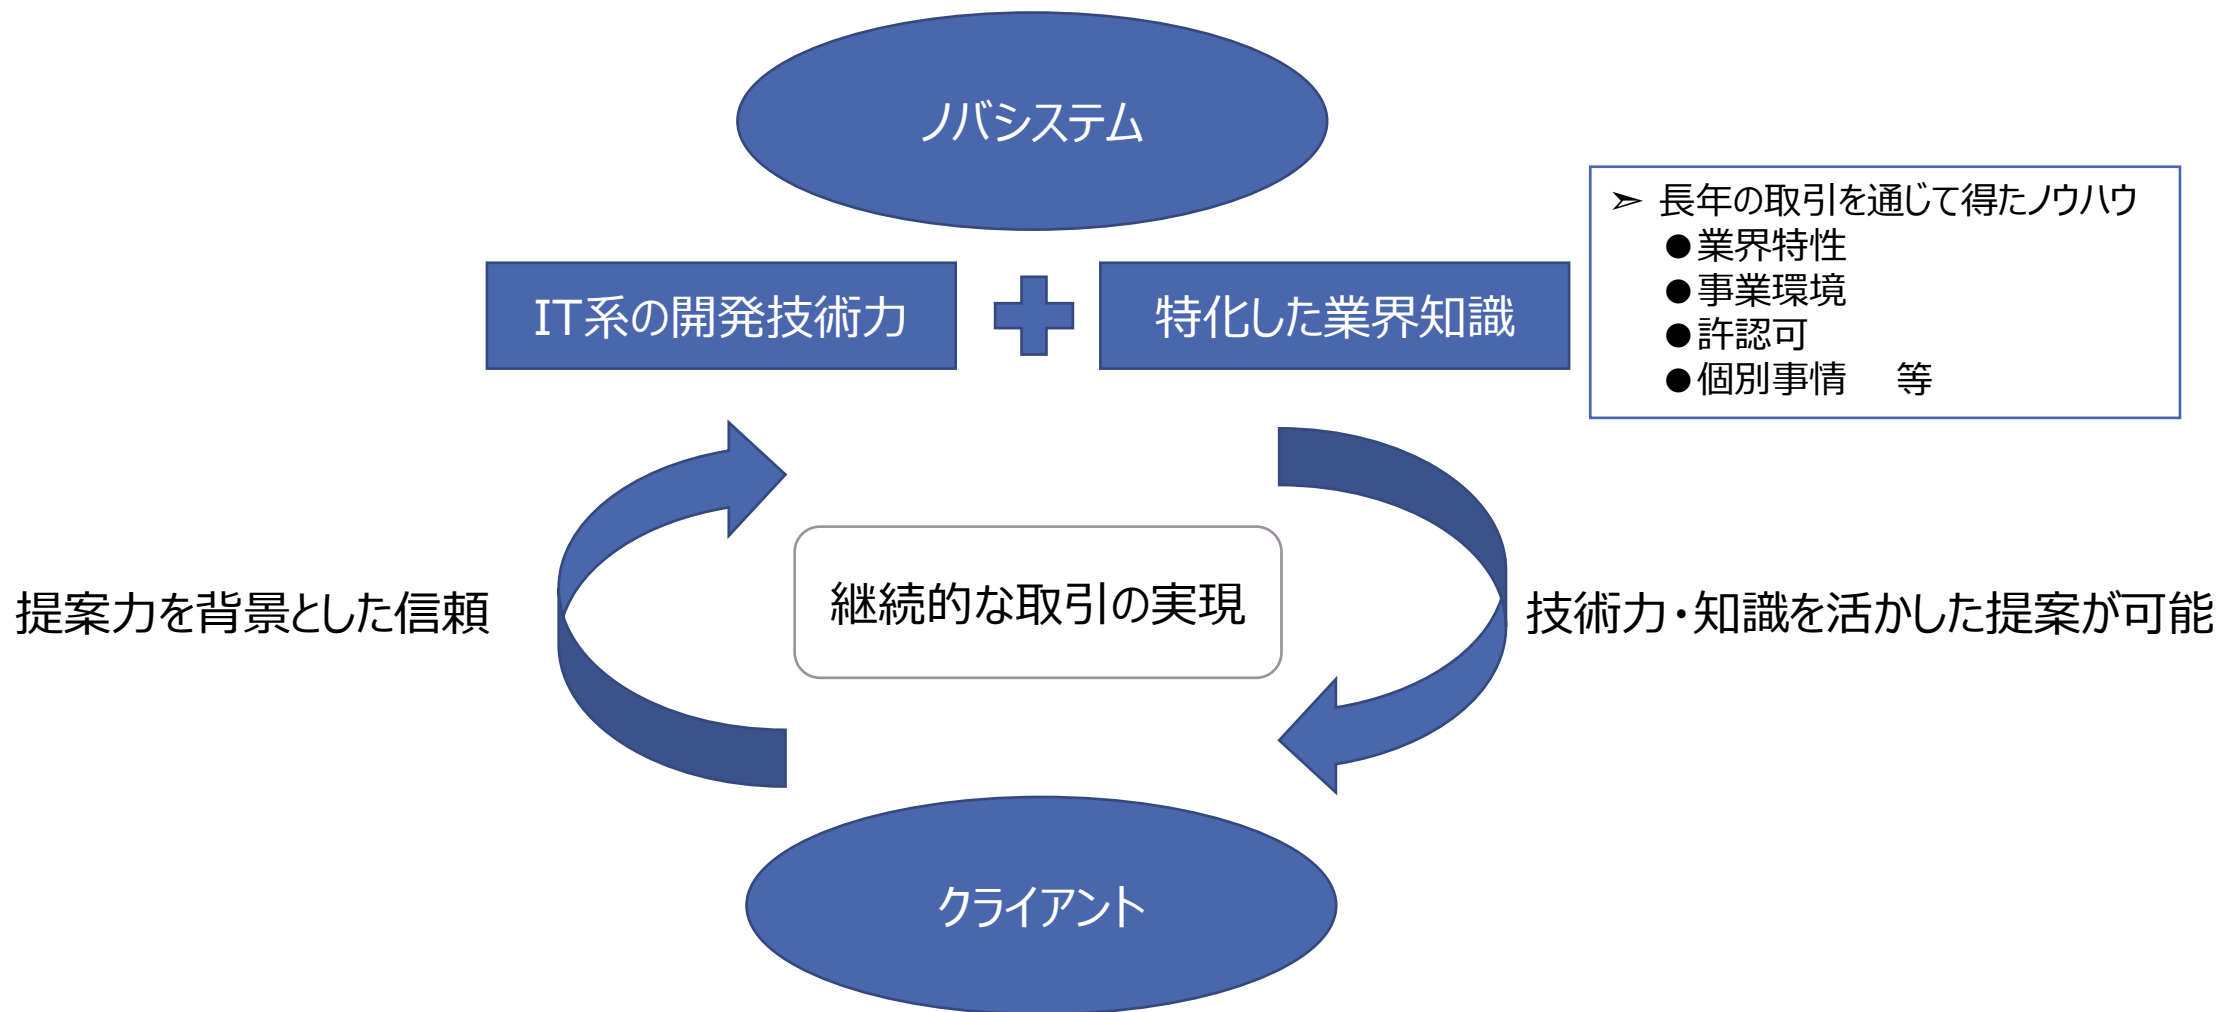 ノバシステム
IT系の開発技術力
特化した業界知識
➢ 長年の取引を通じて得たノウハウ
●業界特性
●事業環境
●許認可
●個別事情　等
提案力を背景とした信頼
継続的な取引の実現
技術力・知識を活かした提案が可能
クライアント